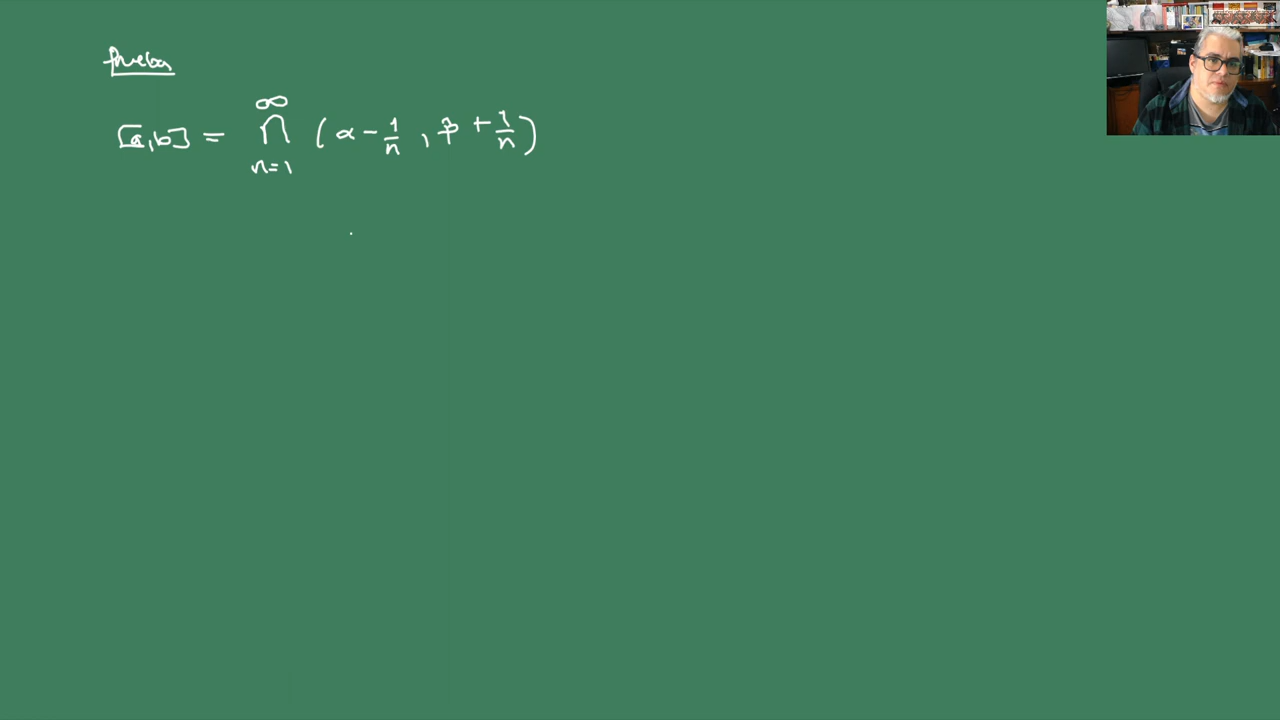 Prueba
[a,b] = ∞ ⋂ n=1 (α - 1/n , β + 1/n)